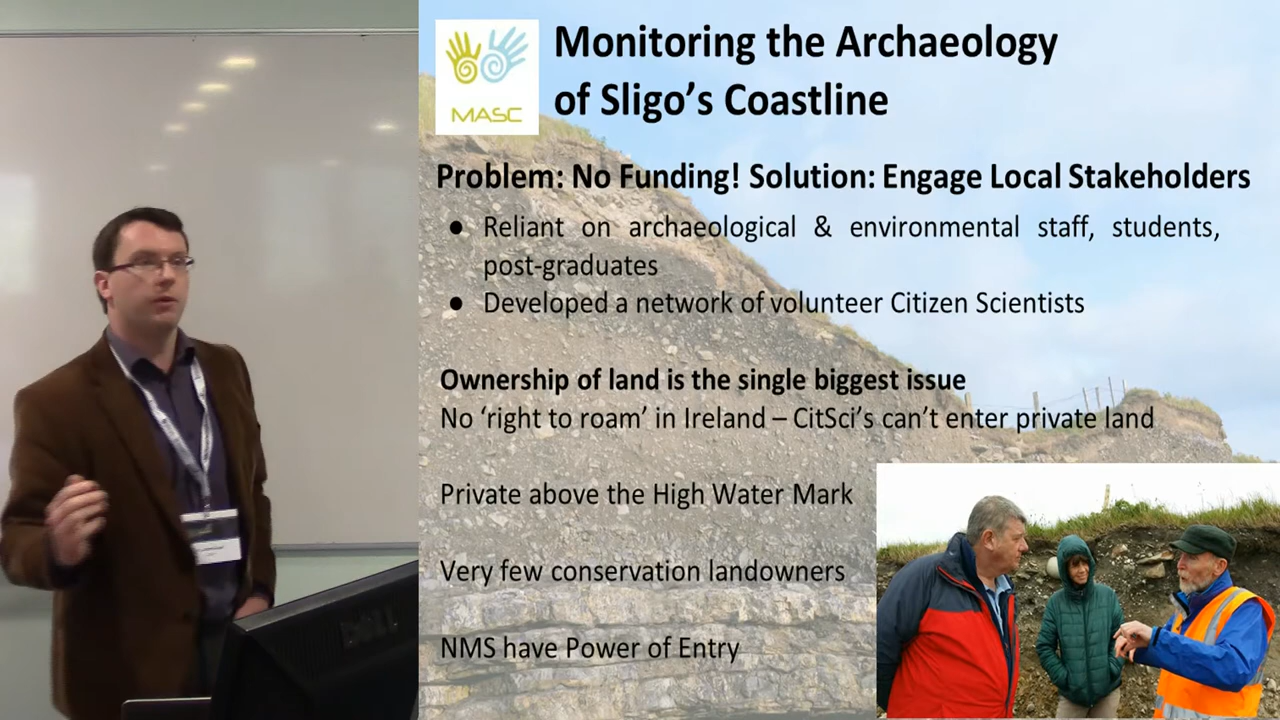 MASC
Monitoring the Archaeology
of Sligo's Coastline
Problem: No Funding! Solution: Engage Local Stakeholders
● Reliant on archaeological & environmental staff, students,
post-graduates
● Developed a network of volunteer Citizen Scientists
Ownership of land is the single biggest issue
No ‘right to roam’ in Ireland – CitSci’s can’t enter private land
Private above the High Water Mark
Very few conservation landowners
NMS have Power of Entry